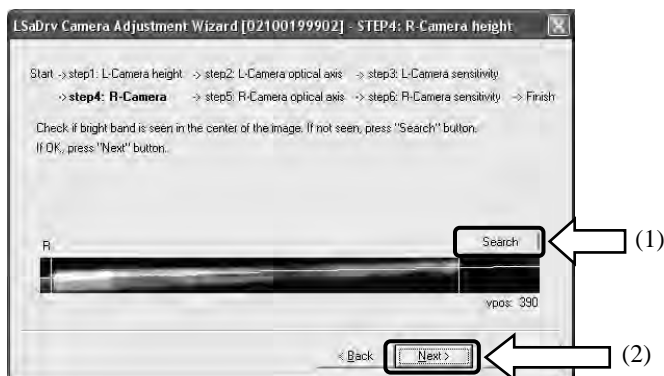 LSaDrv Camera Adjustment Wizard [02100199902] - STEP4: R-Camera height
Start -> step1: L-Camera height -> step2: L-Camera optical axis -> step3: L-Camera sensitivity
-> step4: R-Camera -> step5: R-Camera optical axis -> step6: R-Camera sensitivity -> Finish
Check if bright band is seen in the center of the image. If not seen, press "Search" button.
If OK, press "Next" button.
R
Search
(1)
vpos: 390
< Back Next > (2)